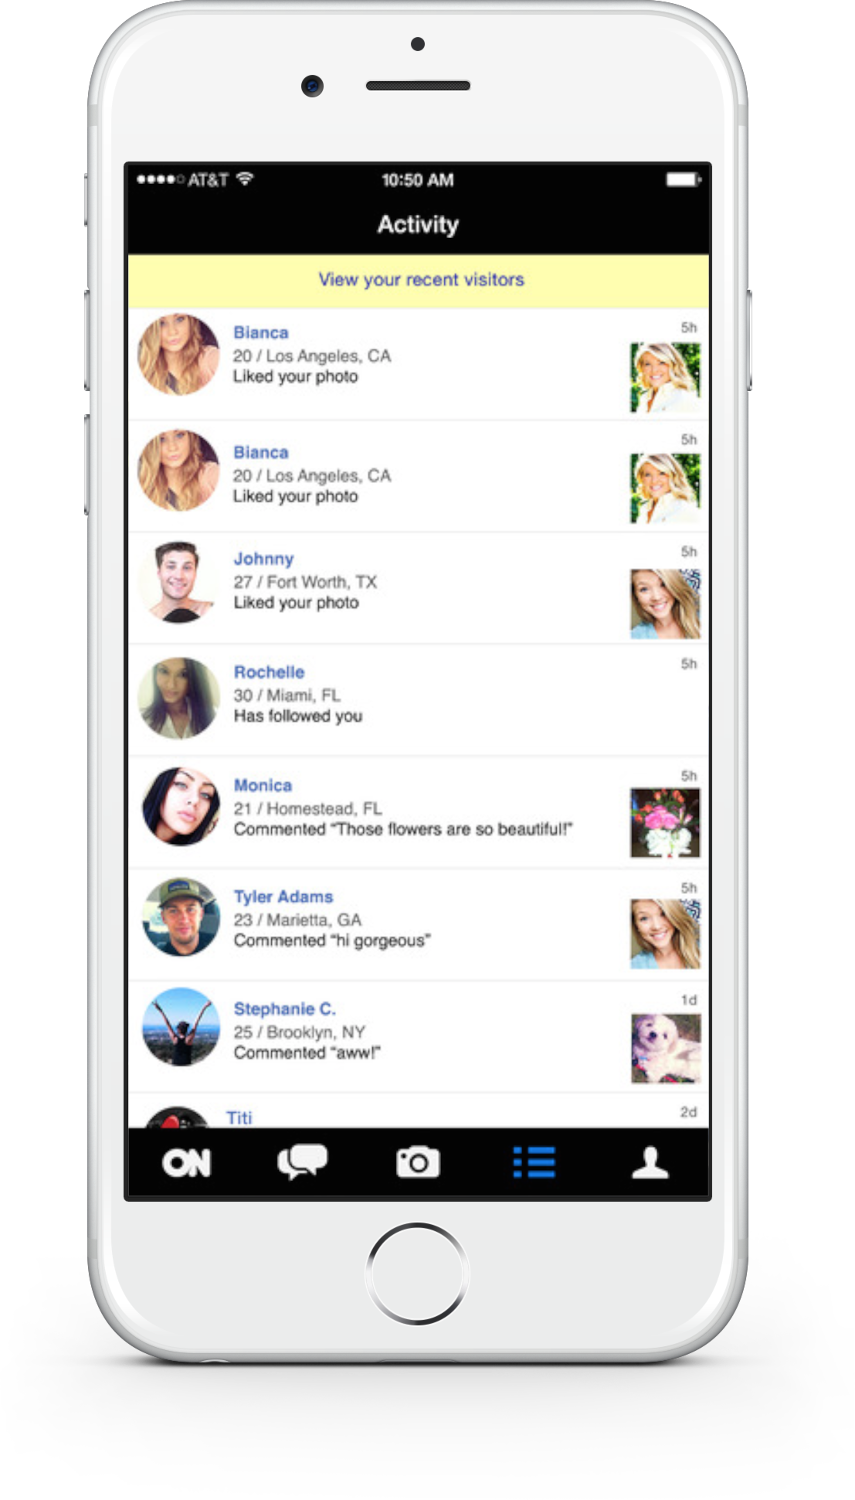 AT&T
10:50 AM
Activity
View your recent visitors
Bianca
5h
20 / Los Angeles, CA
Liked your photo
Bianca
5h
20 / Los Angeles, CA
Liked your photo
Johnny
5h
27 / Fort Worth, TX
Liked your photo
Rochelle
5h
30 / Miami, FL
Has followed you
Monica
5h
21 / Homestead, FL
Commented “Those flowers are so beautiful!”
Tyler Adams
5h
23 / Marietta, GA
Commented “hi gorgeous”
Stephanie C.
1d
25 / Brooklyn, NY
Commented “aww!”
Titi
2d
ON